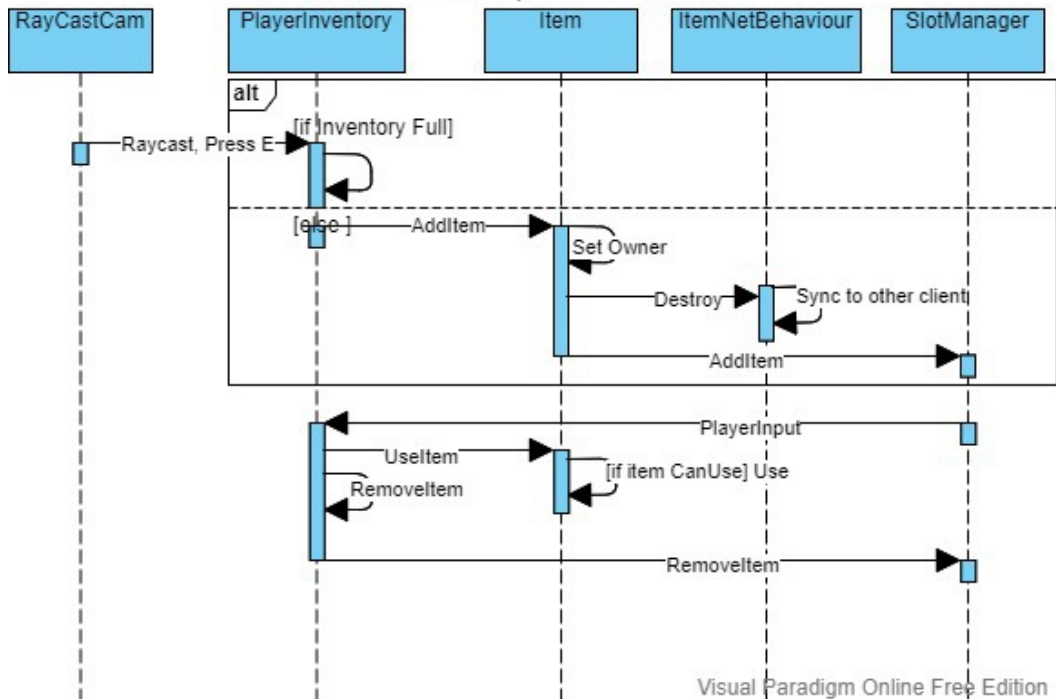 RayCastCam
PlayerInventory
Item
ItemNetBehaviour
SlotManager
alt
[if Inventory Full]
Raycast, Press E
[else ]
AddItem
Set Owner
Destroy
Sync to other client
AddItem
PlayerInput
UseItem
[if item CanUse] Use
RemoveItem
RemoveItem
Visual Paradigm Online Free Edition